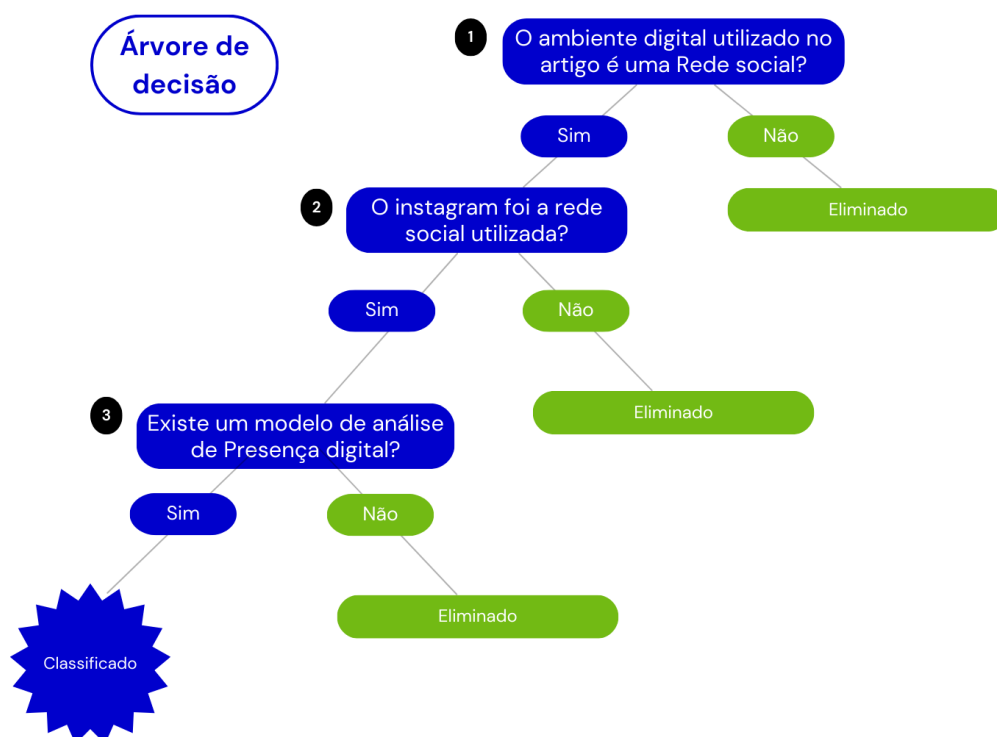 Árvore de
decisão
1
O ambiente digital utilizado no
artigo é uma Rede social?
Sim
Não
Eliminado
2
O instagram foi a rede
social utilizada?
Sim
Não
Eliminado
3
Existe um modelo de análise
de Presença digital?
Sim
Não
Eliminado
Classificado